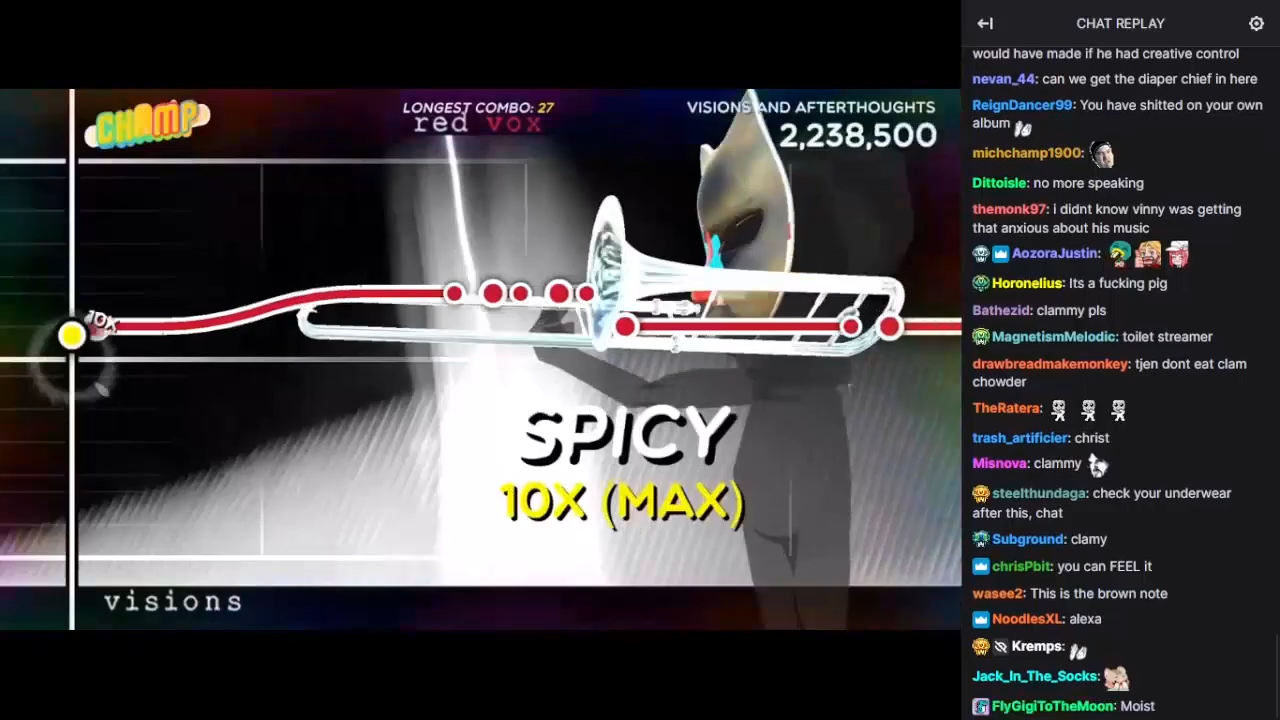 CHAMP
LONGEST COMBO: 27
red vox
VISIONS AND AFTERTHOUGHTS
2,238,500
10X
SPICY
10X (MAX)
visions
CHAT REPLAY
would have made if he had creative control
nevan_44: can we get the diaper chief in here
ReignDancer99: You have shitted on your own
album
michchamp1900:
Dittoisle: no more speaking
themonk97: i didnt know vinny was getting
that anxious about his music
AozoraJustin:
Horonelius: Its a fucking pig
Bathezid: clammy pls
MagnetismMelodic: toilet streamer
drawbreadmakemonkey: tjen dont eat clam
chowder
TheRatera:
trash_artificier: christ
Misnova: clammy
steelthundaga: check your underwear
after this, chat
Subground: clamy
chrisPbit: you can FEEL it
wasee2: This is the brown note
NoodlesXL: alexa
Kremps:
Jack_In_The_Socks:
FlyGigiToTheMoon: Moist